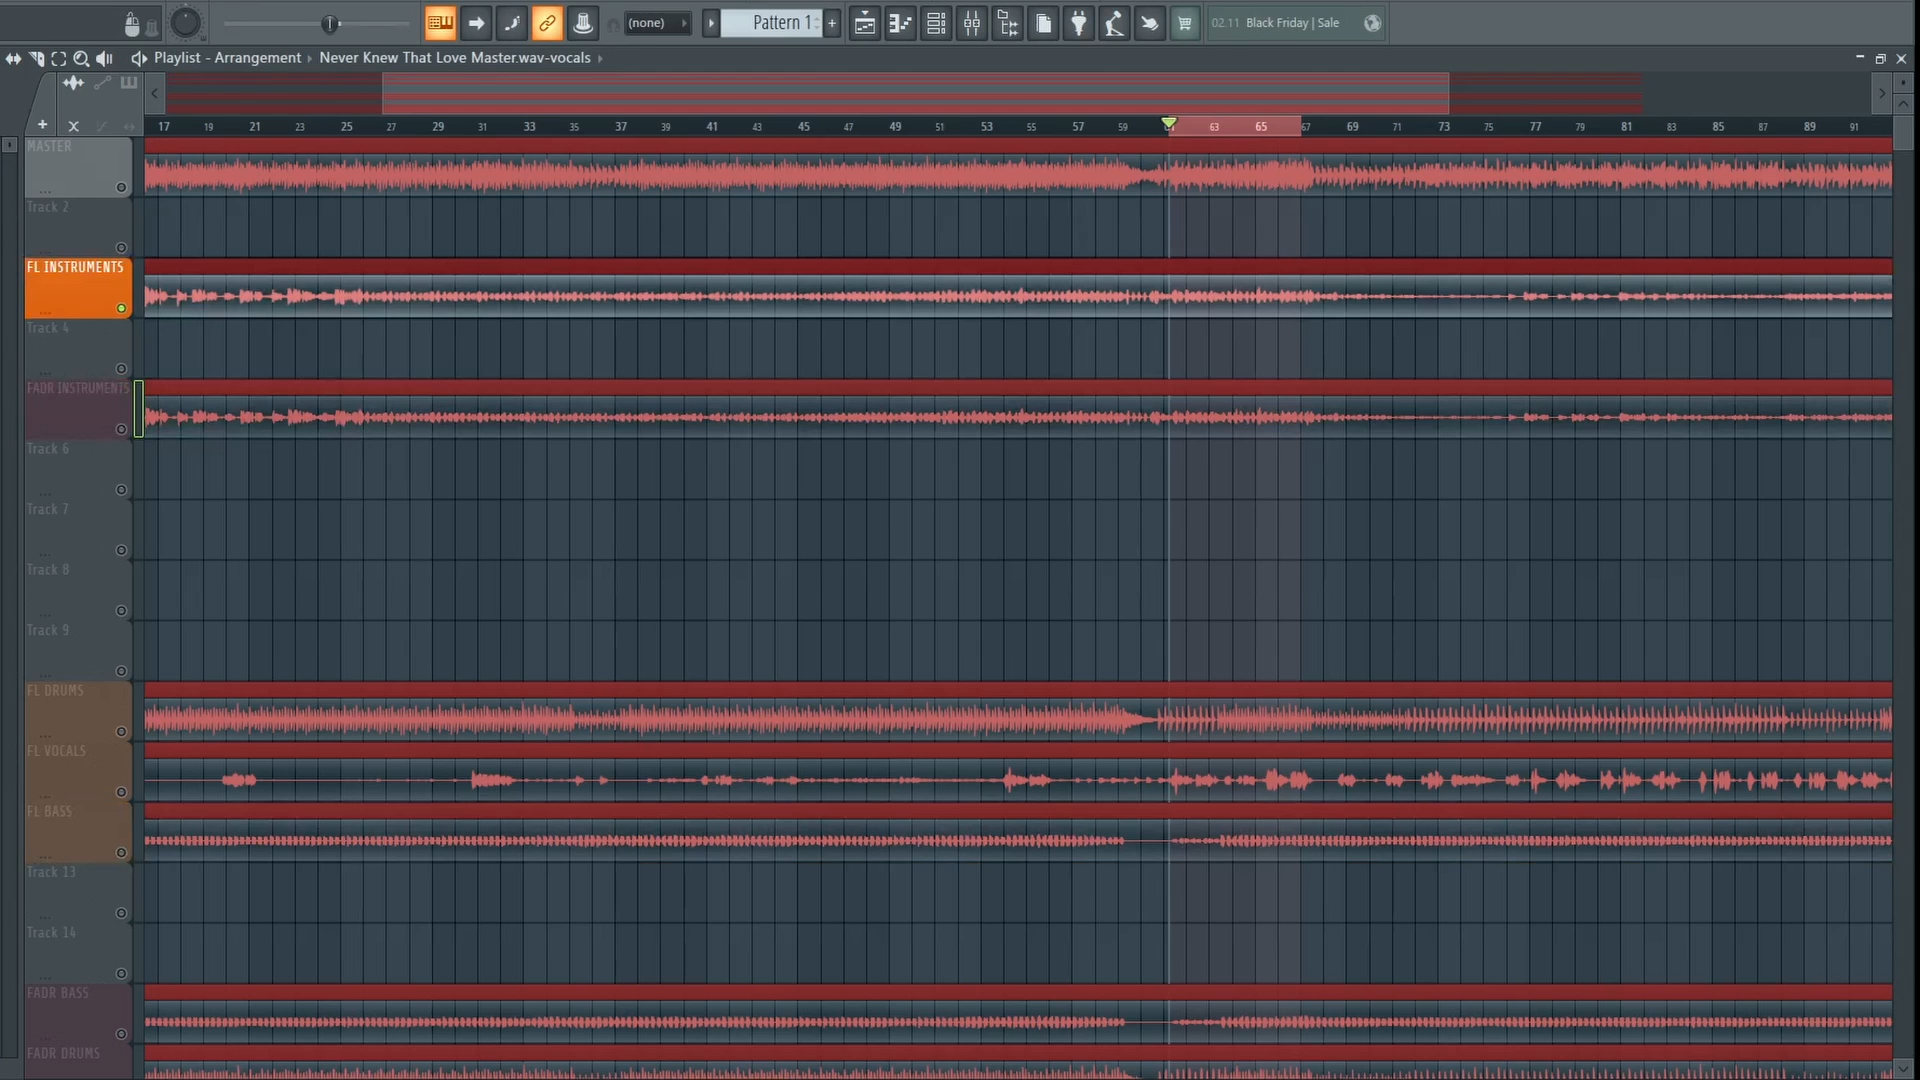 (none)
Pattern 1
02.11 Black Friday | Sale
Playlist - Arrangement
Never Knew That Love Master.wav-vocals
17 19 21 23 25 27 29 31 33 35 37 39 41 43 45 47 49 51 53 55 57 59 61 63 65 67 69 71 73 75 77 79 81 83 85 87 89 91
MASTER
Track 2
FL INSTRUMENTS
Track 4
FADR INSTRUMENTS
Track 6
Track 7
Track 8
Track 9
FL DRUMS
FL VOCALS
FL BASS
Track 13
Track 14
FADR BASS
FADR DRUMS